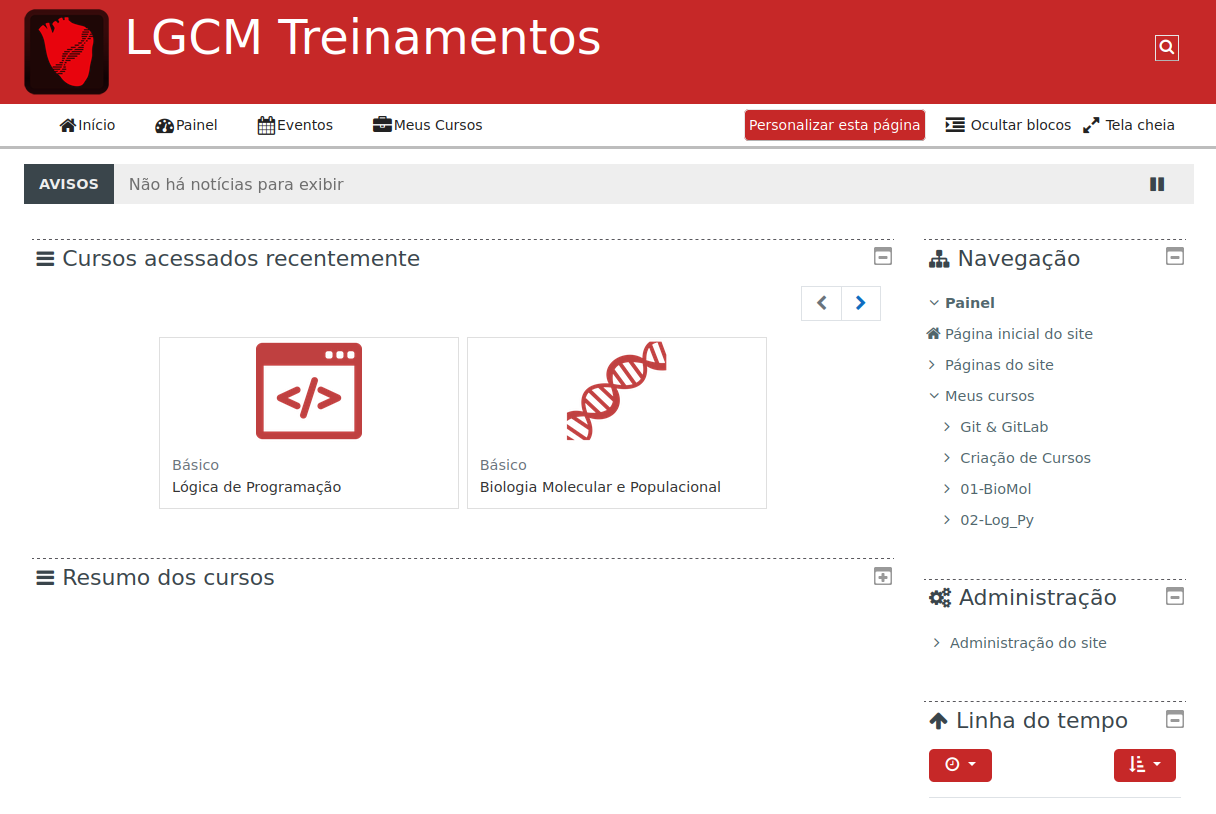 LGCM Treinamentos
Início Painel Eventos Meus Cursos Personalizar esta página Ocultar blocos Tela cheia
AVISOS Não há notícias para exibir
Cursos acessados recentemente
Básico
Lógica de Programação
Básico
Biologia Molecular e Populacional
Resumo dos cursos
Navegação
Painel
Página inicial do site
Páginas do site
Meus cursos
Git & GitLab
Criação de Cursos
01-BioMol
02-Log_Py
Administração
Administração do site
Linha do tempo